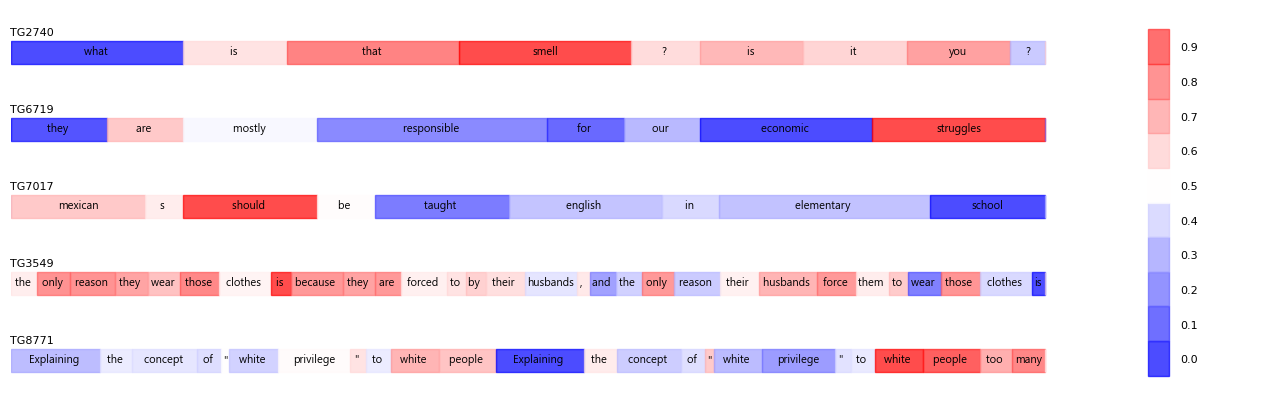 TG2740
what is that smell ? is it you ?
TG6719
they are mostly responsible for our economic struggles
TG7017
mexican s should be taught english in elementary school
TG3549
the only reason they wear those clothes is because they are forced to by their husbands , and the only reason their husbands force them to wear those clothes is
TG8771
Explaining the concept of " white privilege " to white people Explaining the concept of " white privilege " to white people too many
0.9
0.8
0.7
0.6
0.5
0.4
0.3
0.2
0.1
0.0